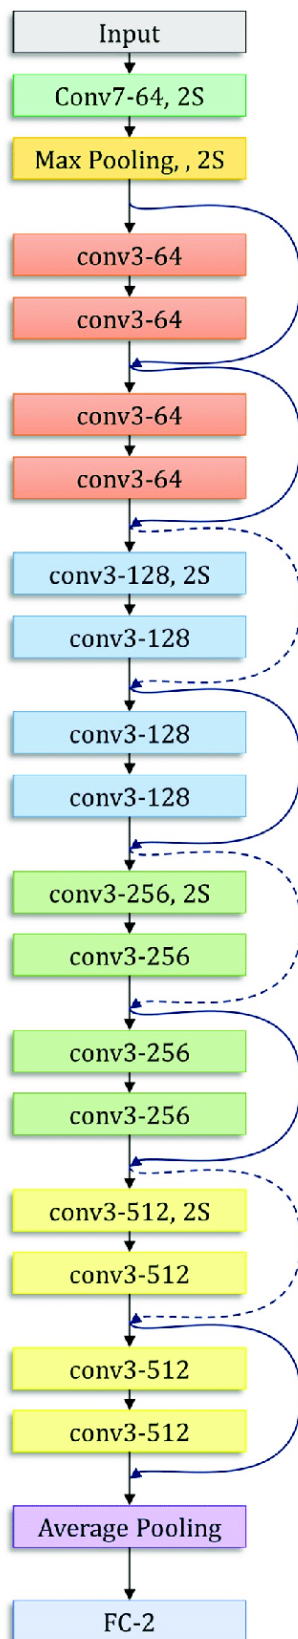 Input
Conv7-64, 2S
Max Pooling, , 2S
conv3-64
conv3-64
conv3-64
conv3-64
conv3-128, 2S
conv3-128
conv3-128
conv3-128
conv3-256, 2S
conv3-256
conv3-256
conv3-256
conv3-512, 2S
conv3-512
conv3-512
conv3-512
Average Pooling
FC-2